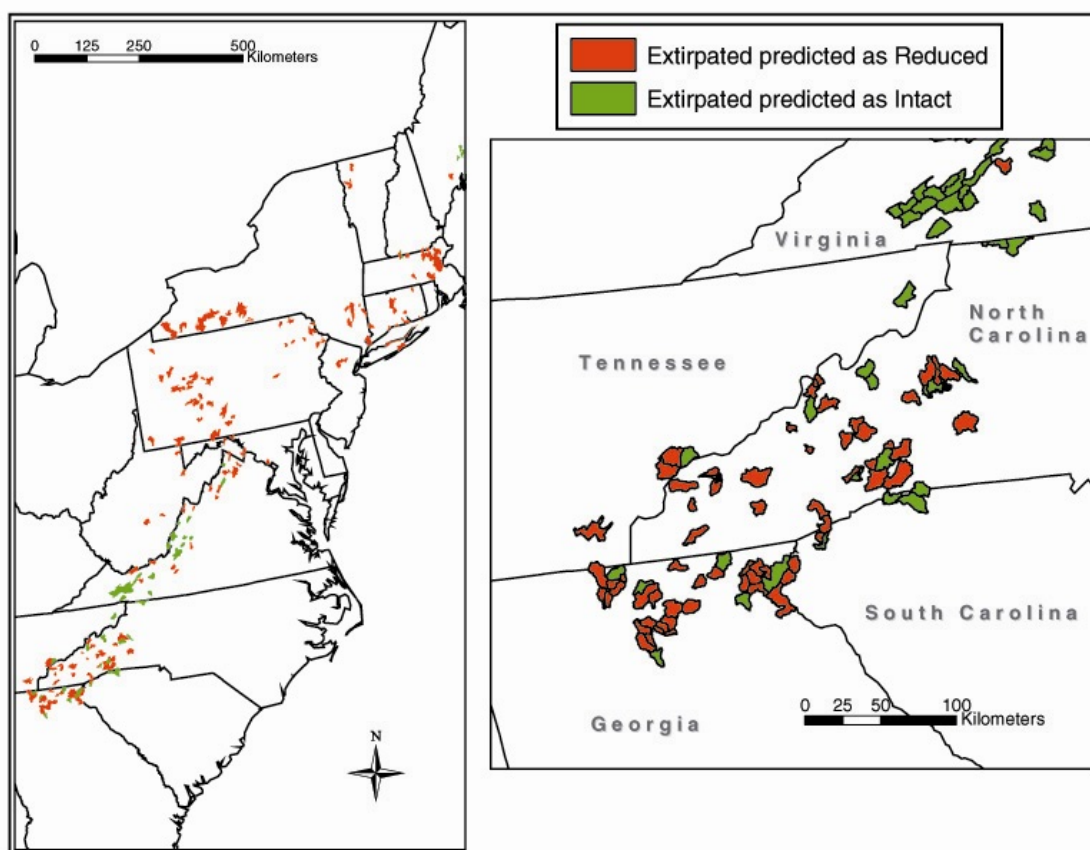 0 125 250 500
Kilometers
Extirpated predicted as Reduced
Extirpated predicted as Intact
Virginia
North
Carolina
Tennessee
South Carolina
Georgia
0 25 50 100
Kilometers
N